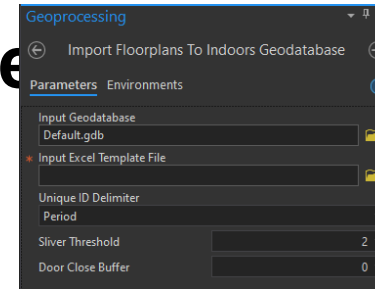 Geoprocessing
Import Floorplans To Indoors Geodatabase
Parameters Environments
Input Geodatabase
Default.gdb
* Input Excel Template File
Unique ID Delimiter
Period
Sliver Threshold 2
Door Close Buffer 0